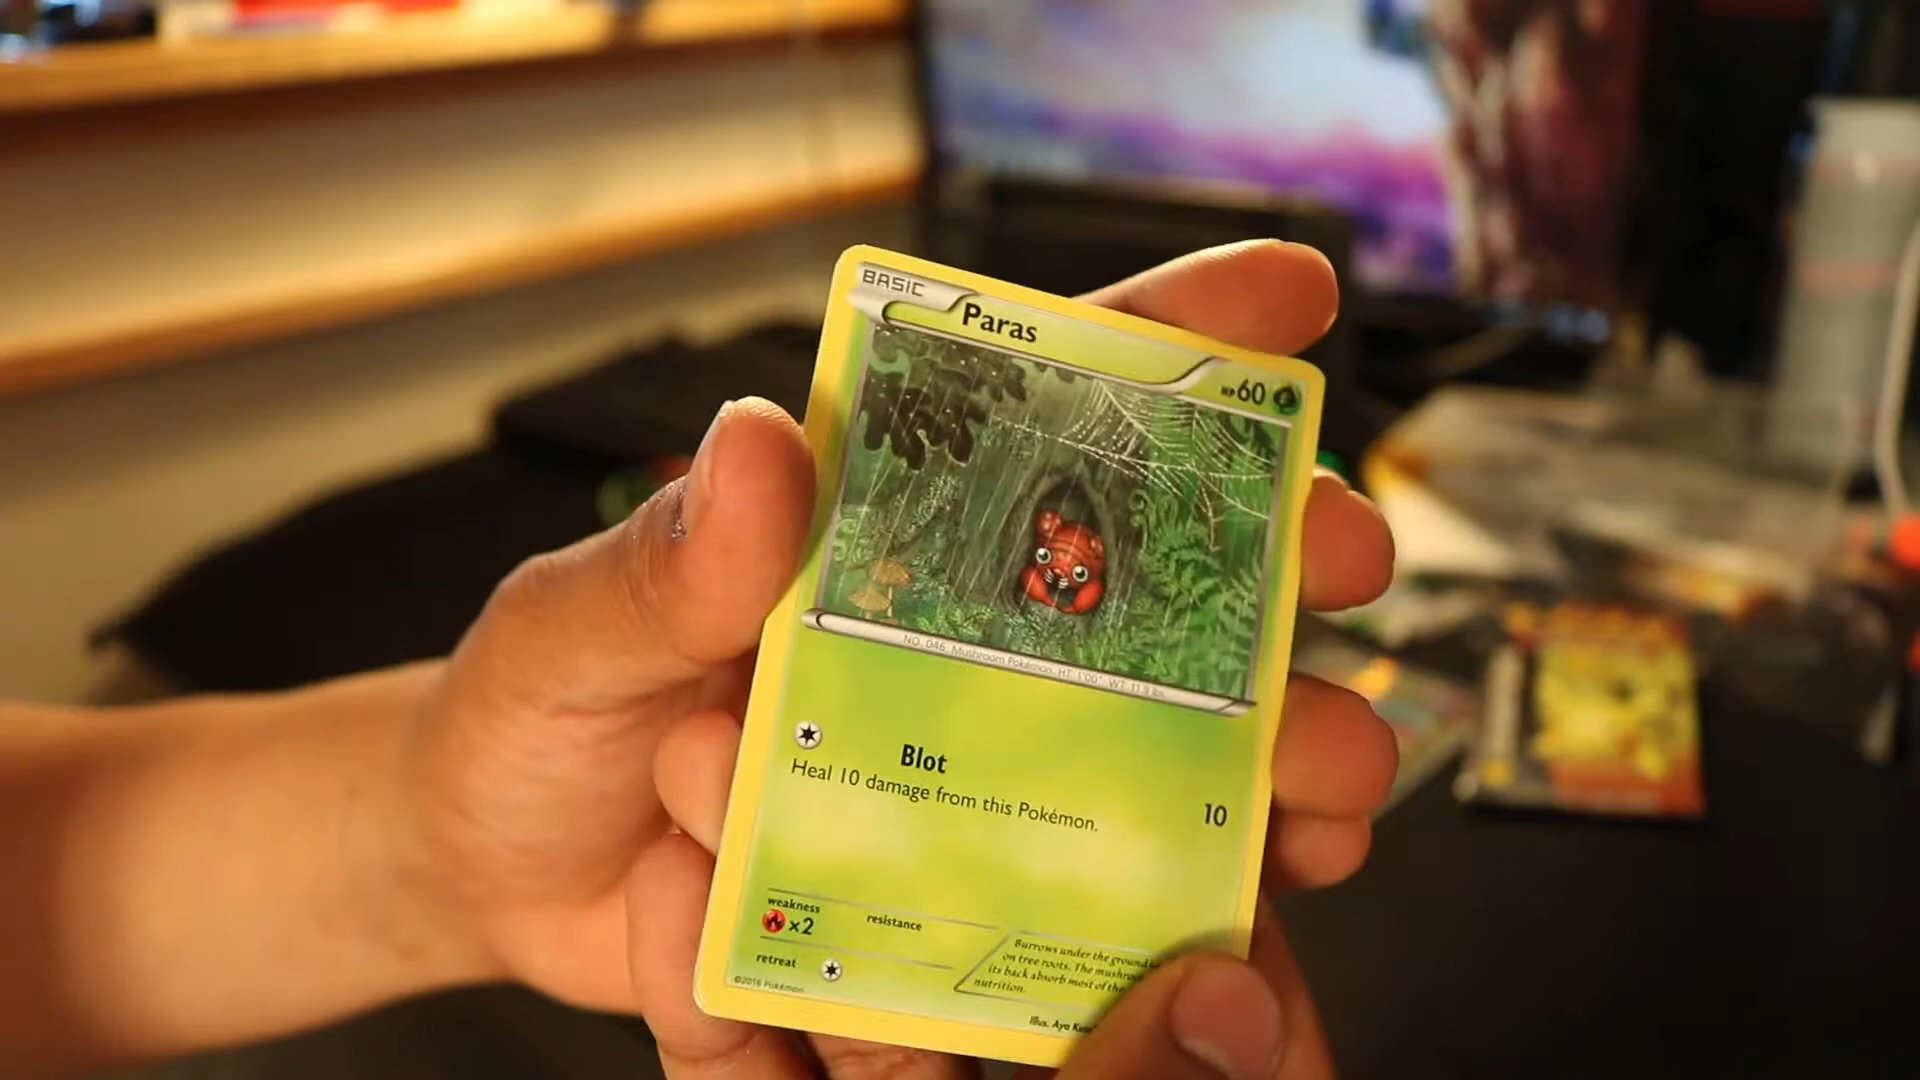 BASIC
Paras
HP60
NO. 046 Mushroom Pokémon HT: 1'00" WT: 11.9 lbs.
Blot
10
Heal 10 damage from this Pokémon.
weakness
×2
resistance
retreat
Burrows under the ground
on tree roots. The
its back absorb most of the
nutrition.
©2016 Pokémon
Illus. Aya